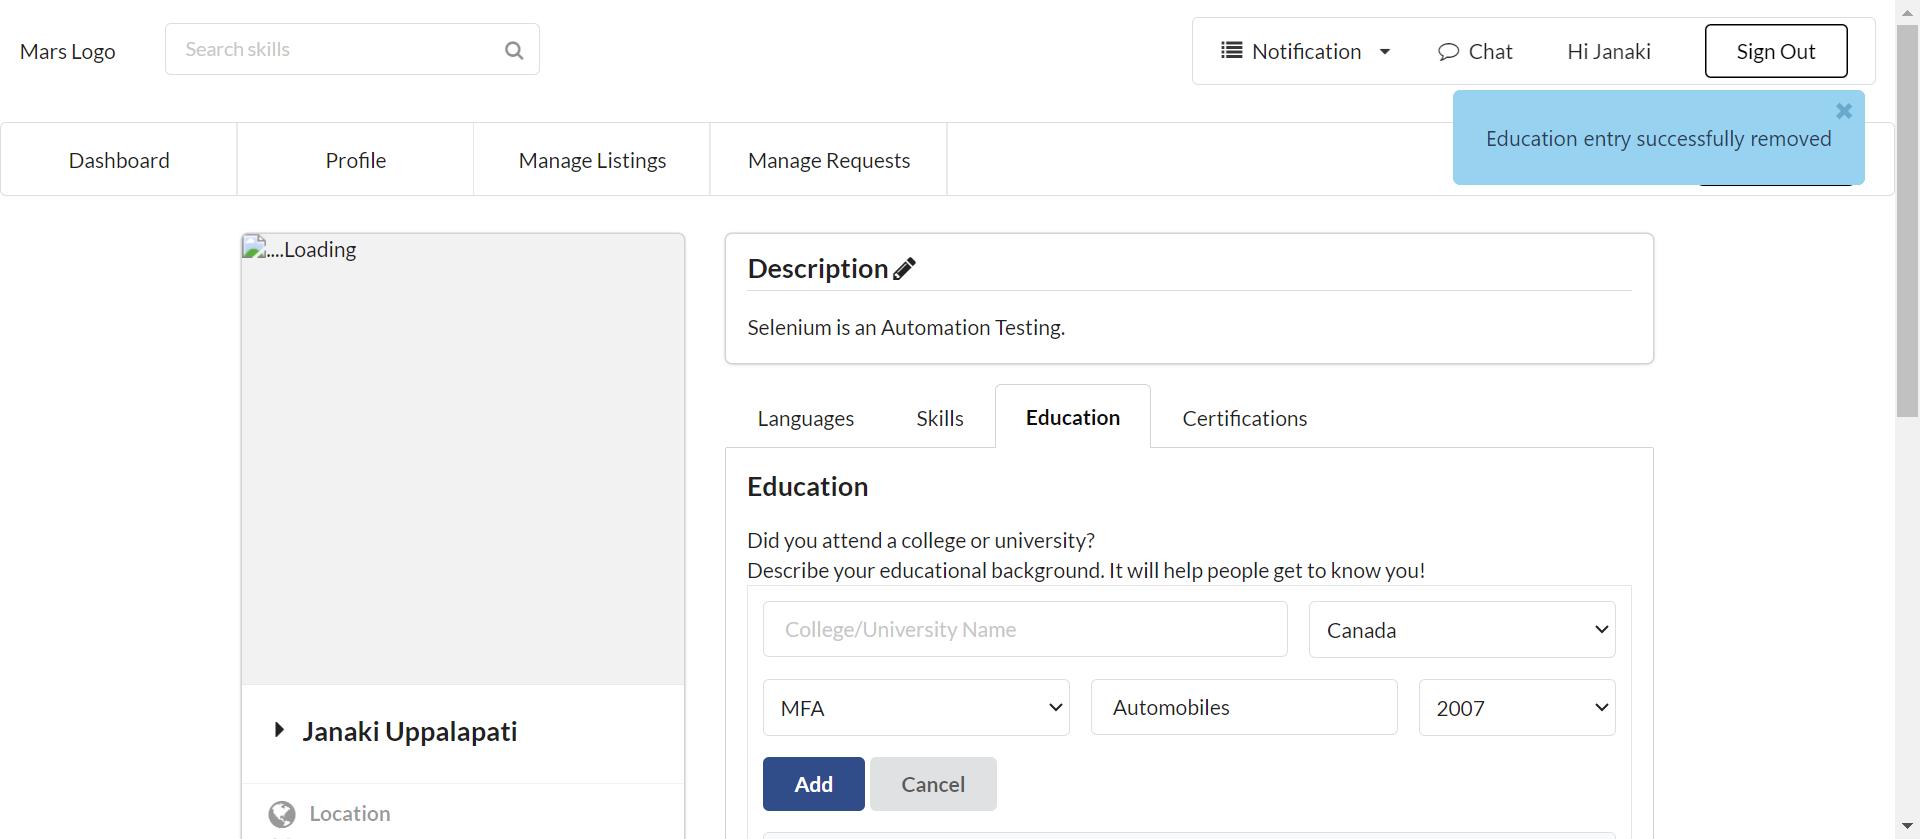 Mars Logo
Search skills
Notification
Chat
Hi Janaki
Sign Out
Education entry successfully removed
Dashboard
Profile
Manage Listings
Manage Requests
....Loading
Description
Selenium is an Automation Testing.
Languages
Skills
Education
Certifications
Education
Did you attend a college or university?
Describe your educational background. It will help people get to know you!
College/University Name
Canada
MFA
Automobiles
2007
Add
Cancel
Janaki Uppalapati
Location